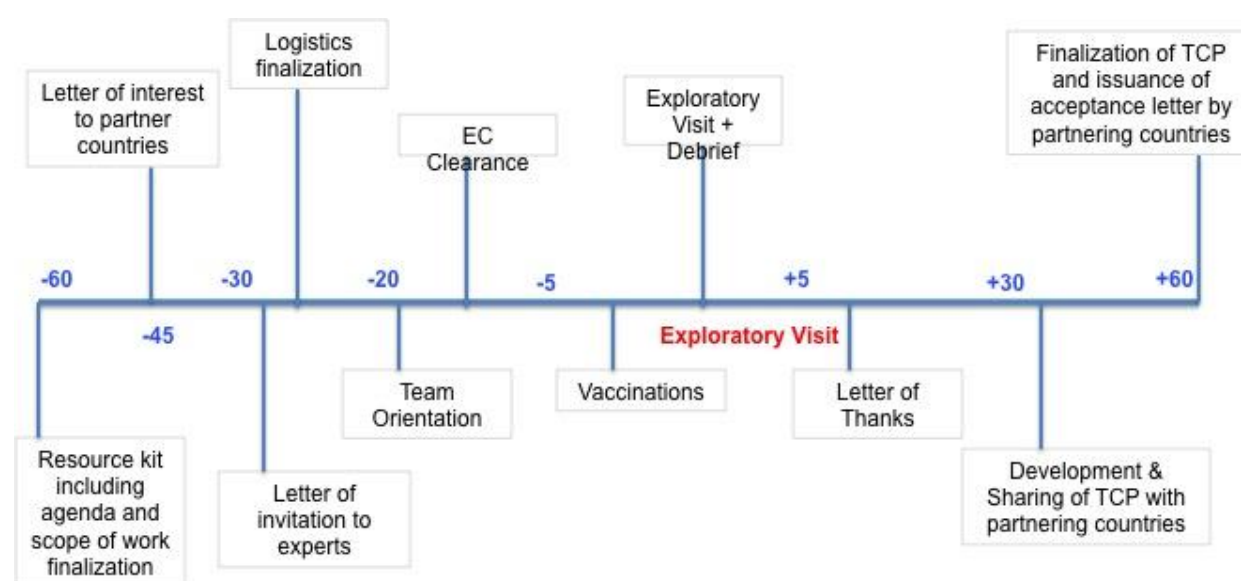 Logistics
finalization
Finalization of TCP
and issuance of
acceptance letter by
partnering countries
Letter of interest
to partner
countries
Exploratory
Visit +
Debrief
EC
Clearance
-60
-30
-20
-5
+5
+30
+60
-45
Exploratory Visit
Team
Orientation
Vaccinations
Letter of
Thanks
Resource kit
including
agenda and
scope of work
finalization
Letter of
invitation to
experts
Development &
Sharing of TCP with
partnering countries